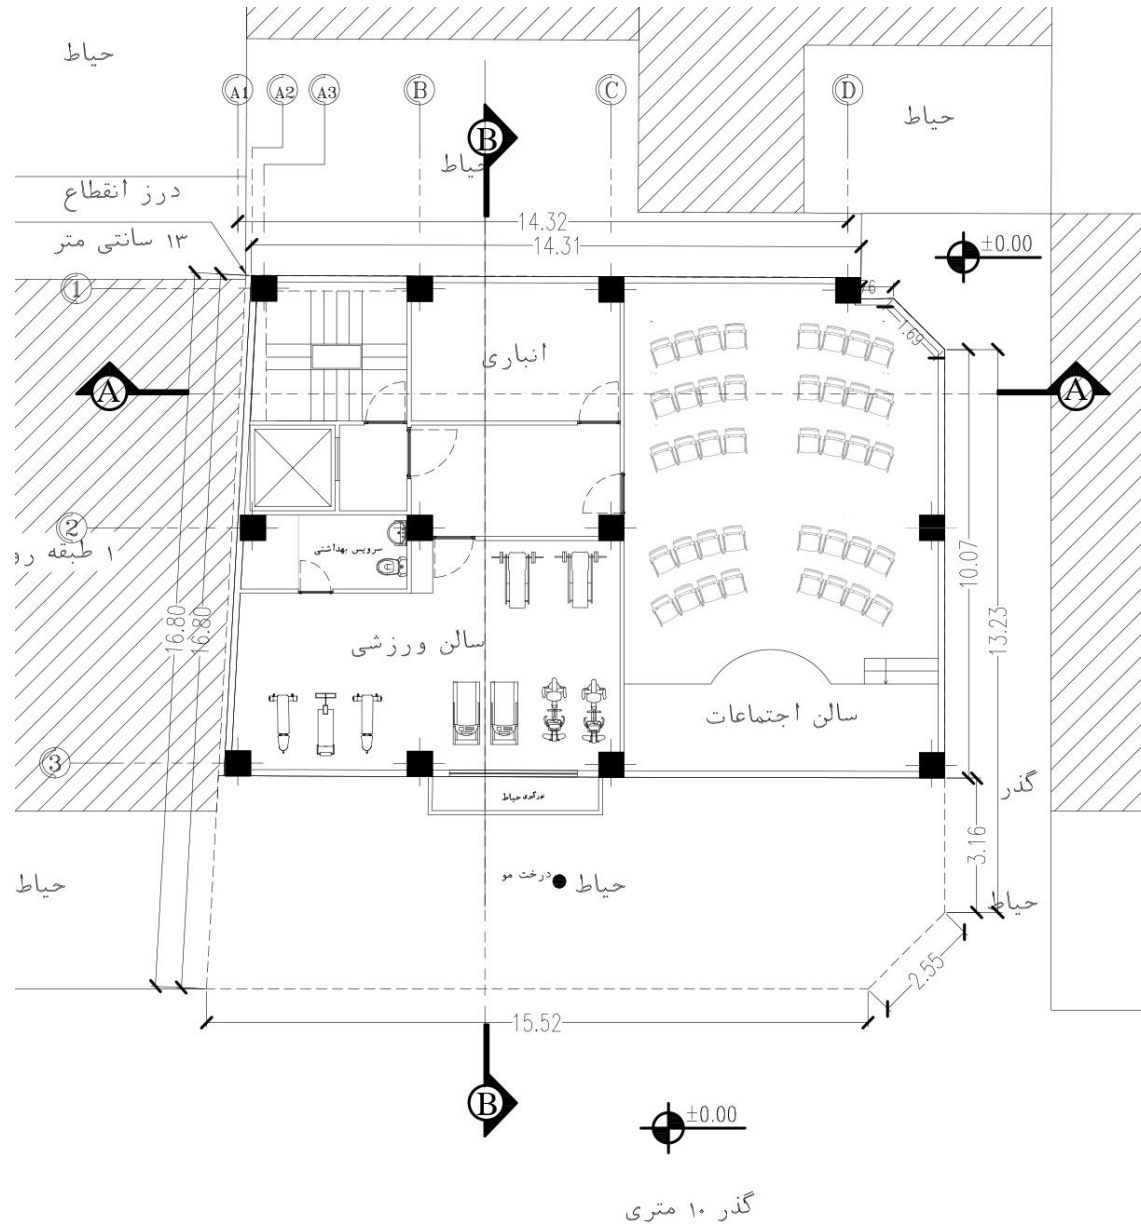 حیاط
A1
A2
A3
B
C
D
حیاط
B
حیاط
درز انقطاع
14.32
۱۳ سانتی متر
14.31
±0.00
1
1.69
انباری
A
A
2
۱ طبقه
سرویس بهداشتی
10.07
16.80
16.80
13.23
سالن ورزشی
سالن اجتماعات
3
نورگیری حیاط
گذر
3.16
درخت مو
حیاط
حیاط
حیاط
2.55
15.52
B
±0.00
گذر ۱۰ متری